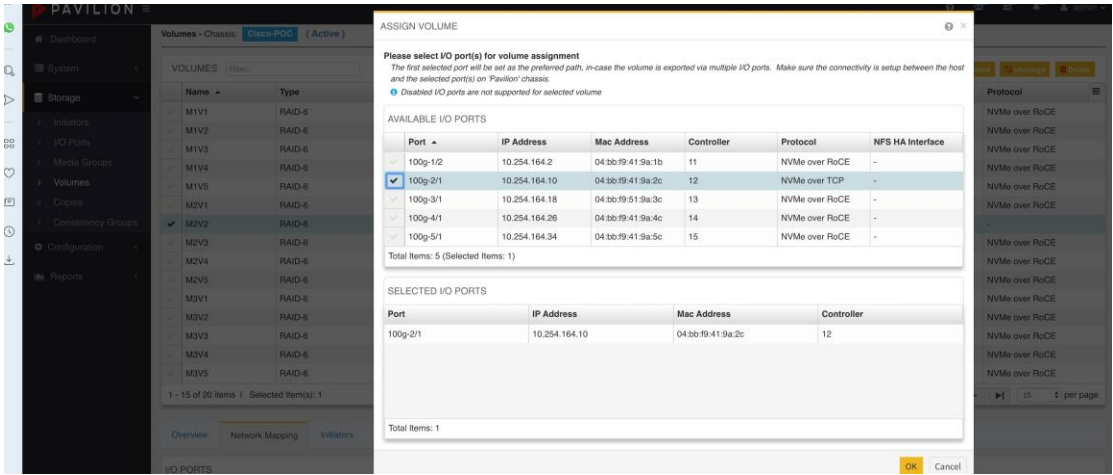 PAVILION
admin
Dashboard
System
Storage
Initiators
I/O Ports
Media Groups
Volumes
Copies
Consistency Groups
Configuration
Reports
Volumes - Chassis: Cisco-POC ( Active )
VOLUMES Filter:
Unassign Delete
Name Type Protocol
M1V1 RAID-6 NVMe over RoCE
M1V2 RAID-6 NVMe over RoCE
M1V3 RAID-6 NVMe over RoCE
M1V4 RAID-6 NVMe over RoCE
M1V5 RAID-6 NVMe over RoCE
M2V1 RAID-6 NVMe over RoCE
M2V2 RAID-6 -
M2V3 RAID-6 NVMe over RoCE
M2V4 RAID-6 NVMe over RoCE
M2V5 RAID-6 NVMe over RoCE
M3V1 RAID-6 NVMe over RoCE
M3V2 RAID-6 NVMe over RoCE
M3V3 RAID-6 NVMe over RoCE
M3V4 RAID-6 NVMe over RoCE
M3V5 RAID-6 NVMe over RoCE
1 - 15 of 20 items | Selected Item(s): 1
15 per page
Overview Network Mapping Initiators
I/O PORTS
ASSIGN VOLUME
Please select I/O port(s) for volume assignment
The first selected port will be set as the preferred path, in-case the volume is exported via multiple I/O ports. Make sure the connectivity is setup between the host
and the selected port(s) on 'Pavilion' chassis.
Disabled I/O ports are not supported for selected volume
AVAILABLE I/O PORTS
Port IP Address Mac Address Controller Protocol NFS HA Interface
100g-1/2 10.254.164.2 04:bb:f9:41:9a:1b 11 NVMe over RoCE -
100g-2/1 10.254.164.10 04:bb:f9:41:9a:2c 12 NVMe over TCP -
100g-3/1 10.254.164.18 04:bb:f9:51:9a:3c 13 NVMe over RoCE -
100g-4/1 10.254.164.26 04:bb:f9:41:9a:4c 14 NVMe over RoCE -
100g-5/1 10.254.164.34 04:bb:f9:41:9a:5c 15 NVMe over RoCE -
Total Items: 5 (Selected Items: 1)
SELECTED I/O PORTS
Port IP Address Mac Address Controller
100g-2/1 10.254.164.10 04:bb:f9:41:9a:2c 12
Total Items: 1
OK Cancel